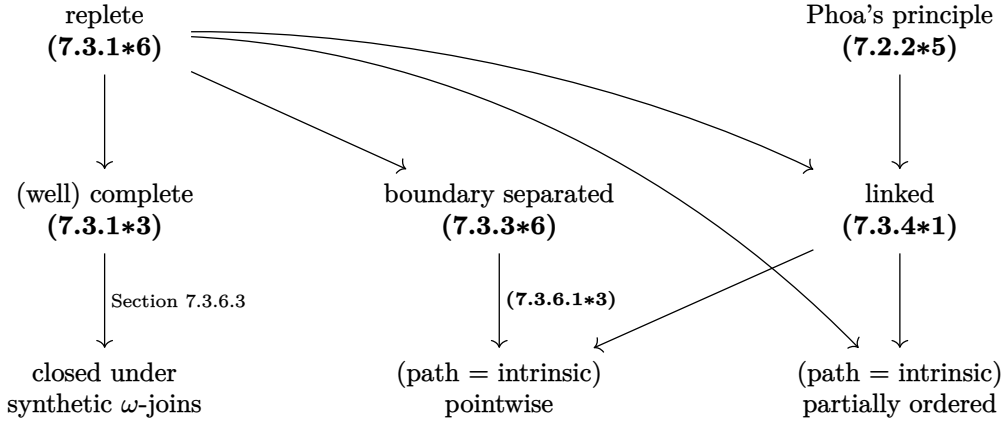 replete
(7.3.1*6)
Phoa's principle
(7.2.2*5)
(well) complete
(7.3.1*3)
boundary separated
(7.3.3*6)
linked
(7.3.4*1)
Section 7.3.6.3
(7.3.6.1*3)
closed under
synthetic ω-joins
(path = intrinsic)
pointwise
(path = intrinsic)
partially ordered